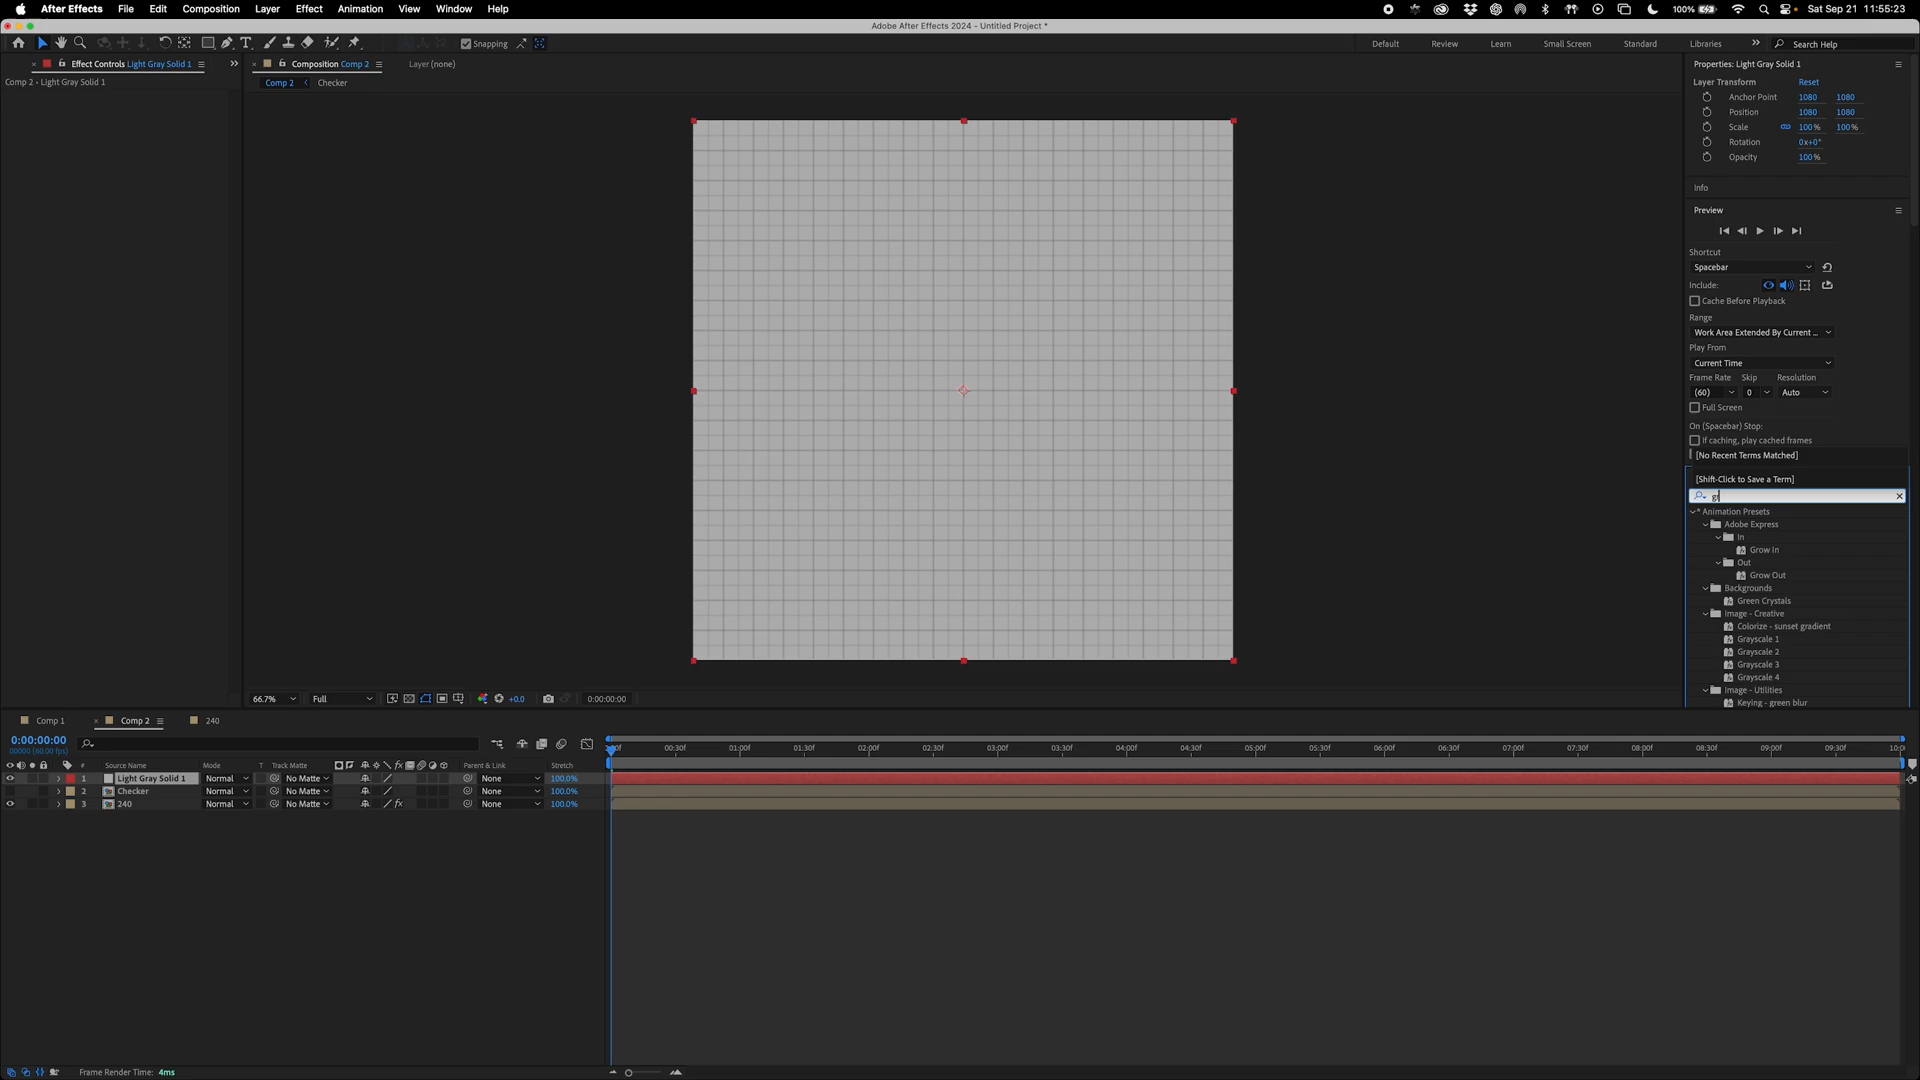 After Effects File Edit Composition Layer Effect Animation View Window Help 100% Sat Sep 21 11:55:23
Adobe After Effects 2024 - Untitled Project *
Snapping Default Review Learn Small Screen Standard Libraries Search Help
Effect Controls Light Gray Solid 1
Composition Comp 2
Layer (none)
Properties: Light Gray Solid 1
Comp 2 • Light Gray Solid 1
Comp 2 Checker
Layer Transform Reset
Anchor Point 1080 1080
Position 1080 1080
Scale 100% 100%
Rotation 0x+0°
Opacity 100%
Info
Preview
Shortcut
Spacebar
Include:
Cache Before Playback
Range
Work Area Extended By Current ...
Play From
Current Time
Frame Rate Skip Resolution
(60) 0 Auto
Full Screen
On (Spacebar) Stop:
If caching, play cached frames
[No Recent Terms Matched]
[Shift-Click to Save a Term]
gr
* Animation Presets
Adobe Express
In
Grow In
Out
Grow Out
Backgrounds
Green Crystals
Image - Creative
Colorize - sunset gradient
Grayscale 1
Grayscale 2
Grayscale 3
Grayscale 4
Image - Utilities
Keying - green blur
66.7% Full +0.0 0:00:00:00
Comp 1 Comp 2 240
0:00:00:00
00000 (60.00 fps)
00f 00:30f 01:00f 01:30f 02:00f 02:30f 03:00f 03:30f 04:00f 04:30f 05:00f 05:30f 06:00f 06:30f 07:00f 07:30f 08:00f 08:30f 09:00f 09:30f 10:0
# Source Name Mode T Track Matte fx Parent & Link Stretch
1 Light Gray Solid 1 Normal No Matte None 100.0%
2 Checker Normal No Matte None 100.0%
3 240 Normal No Matte fx None 100.0%
Frame Render Time: 4ms